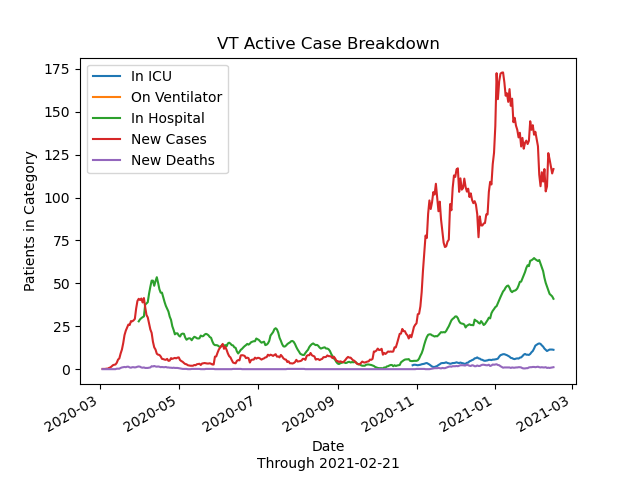 VT Active Case Breakdown
In ICU
On Ventilator
In Hospital
New Cases
New Deaths
Patients in Category
175
150
125
100
75
50
25
0
2020-03
2020-05
2020-07
2020-09
2020-11
2021-01
2021-03
Date
Through 2021-02-21